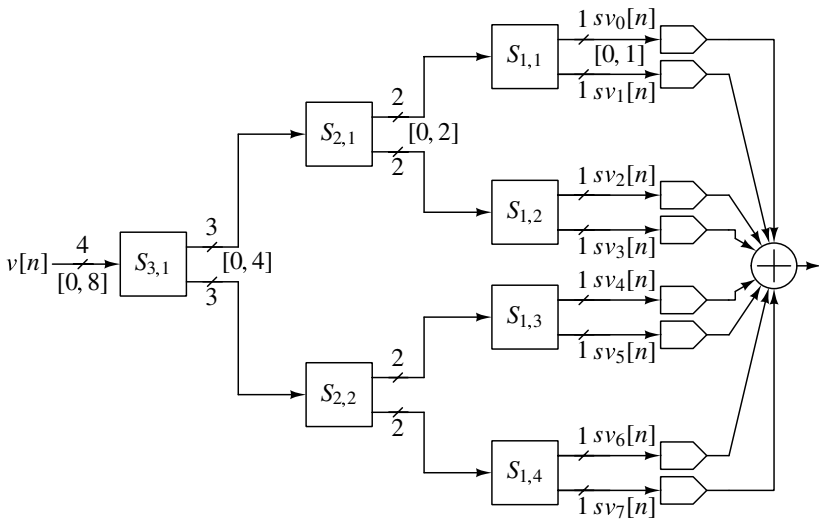 1 sv₀[n]
S₁,₁
[0, 1]
1 sv₁[n]
2
S₂,₁
[0, 2]
2
1 sv₂[n]
S₁,₂
1 sv₃[n]
3
v[n]
4
S₃,₁
[0, 4]
[0, 8]
3
1 sv₄[n]
S₁,₃
1 sv₅[n]
2
S₂,₂
2
1 sv₆[n]
S₁,₄
1 sv₇[n]